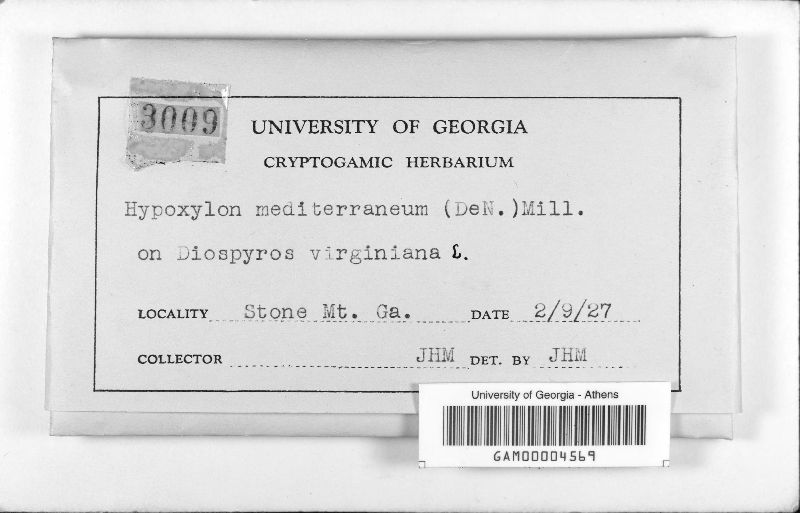 3009
UNIVERSITY OF GEORGIA
CRYPTOGAMIC HERBARIUM
Hypoxylon mediterraneum (DeN.)Mill.
on Diospyros virginiana L.
LOCALITY Stone Mt. Ga. DATE 2/9/27
COLLECTOR JHM DET. BY JHM
University of Georgia - Athens
GAM00004569